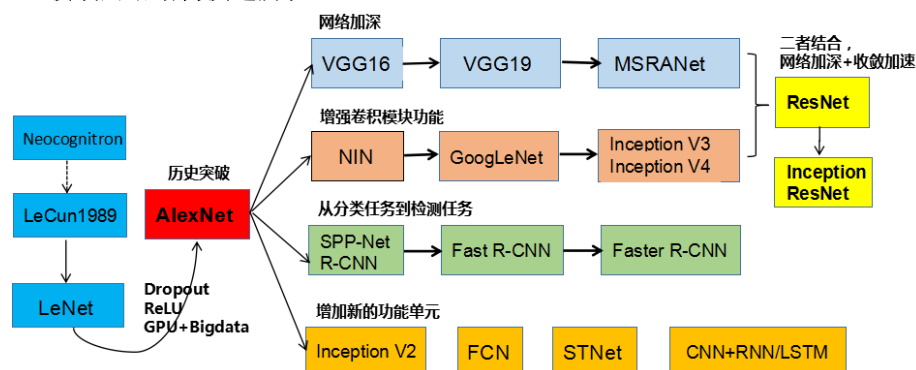 网络加深
VGG16
VGG19
MSRANet
二者结合，
网络加深+收敛加速
ResNet
Inception
ResNet
增强卷积模块功能
NIN
GoogLeNet
Inception V3
Inception V4
Neocognitron
LeCun1989
LeNet
历史突破
AlexNet
Dropout
ReLU
GPU+Bigdata
从分类任务到检测任务
SPP-Net
R-CNN
Fast R-CNN
Faster R-CNN
增加新的功能单元
Inception V2
FCN
STNet
CNN+RNN/LSTM